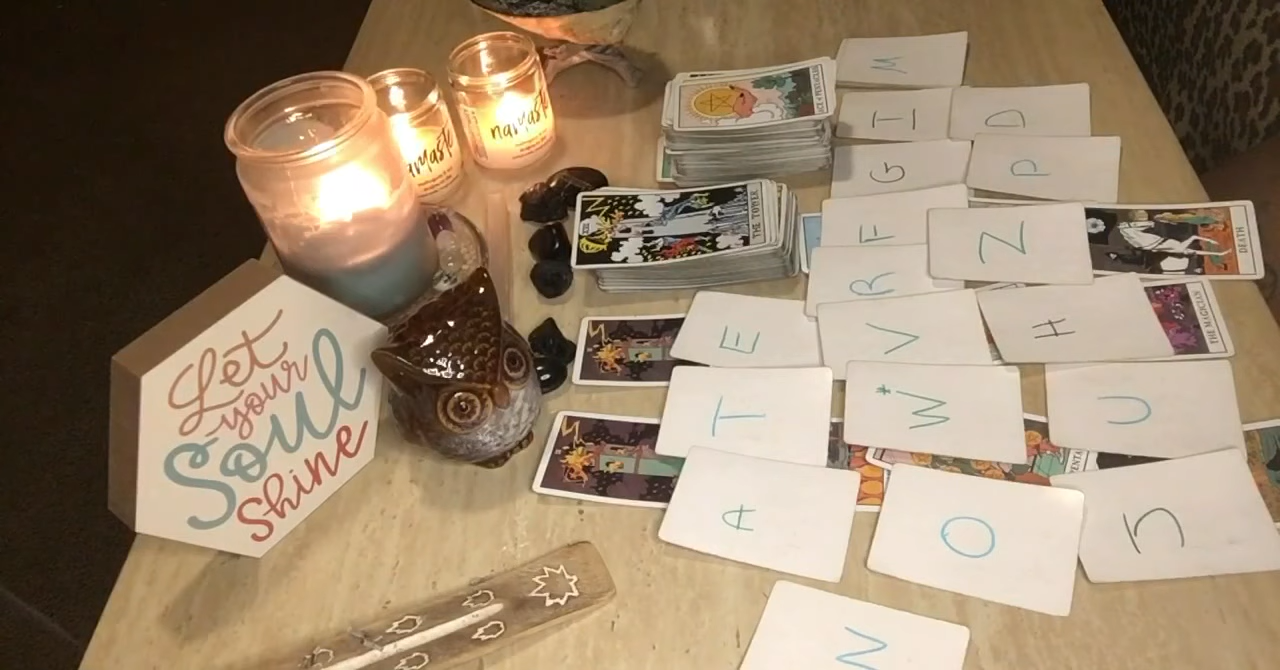 namaste
namaste
Let
your
Soul
Shine
ACE of PENTACLES
THE TOWER
DEATH
THE MAGICIAN
M
I
D
G
P
F
Z
R
E
V
H
T
W*
U
A
O
J
N